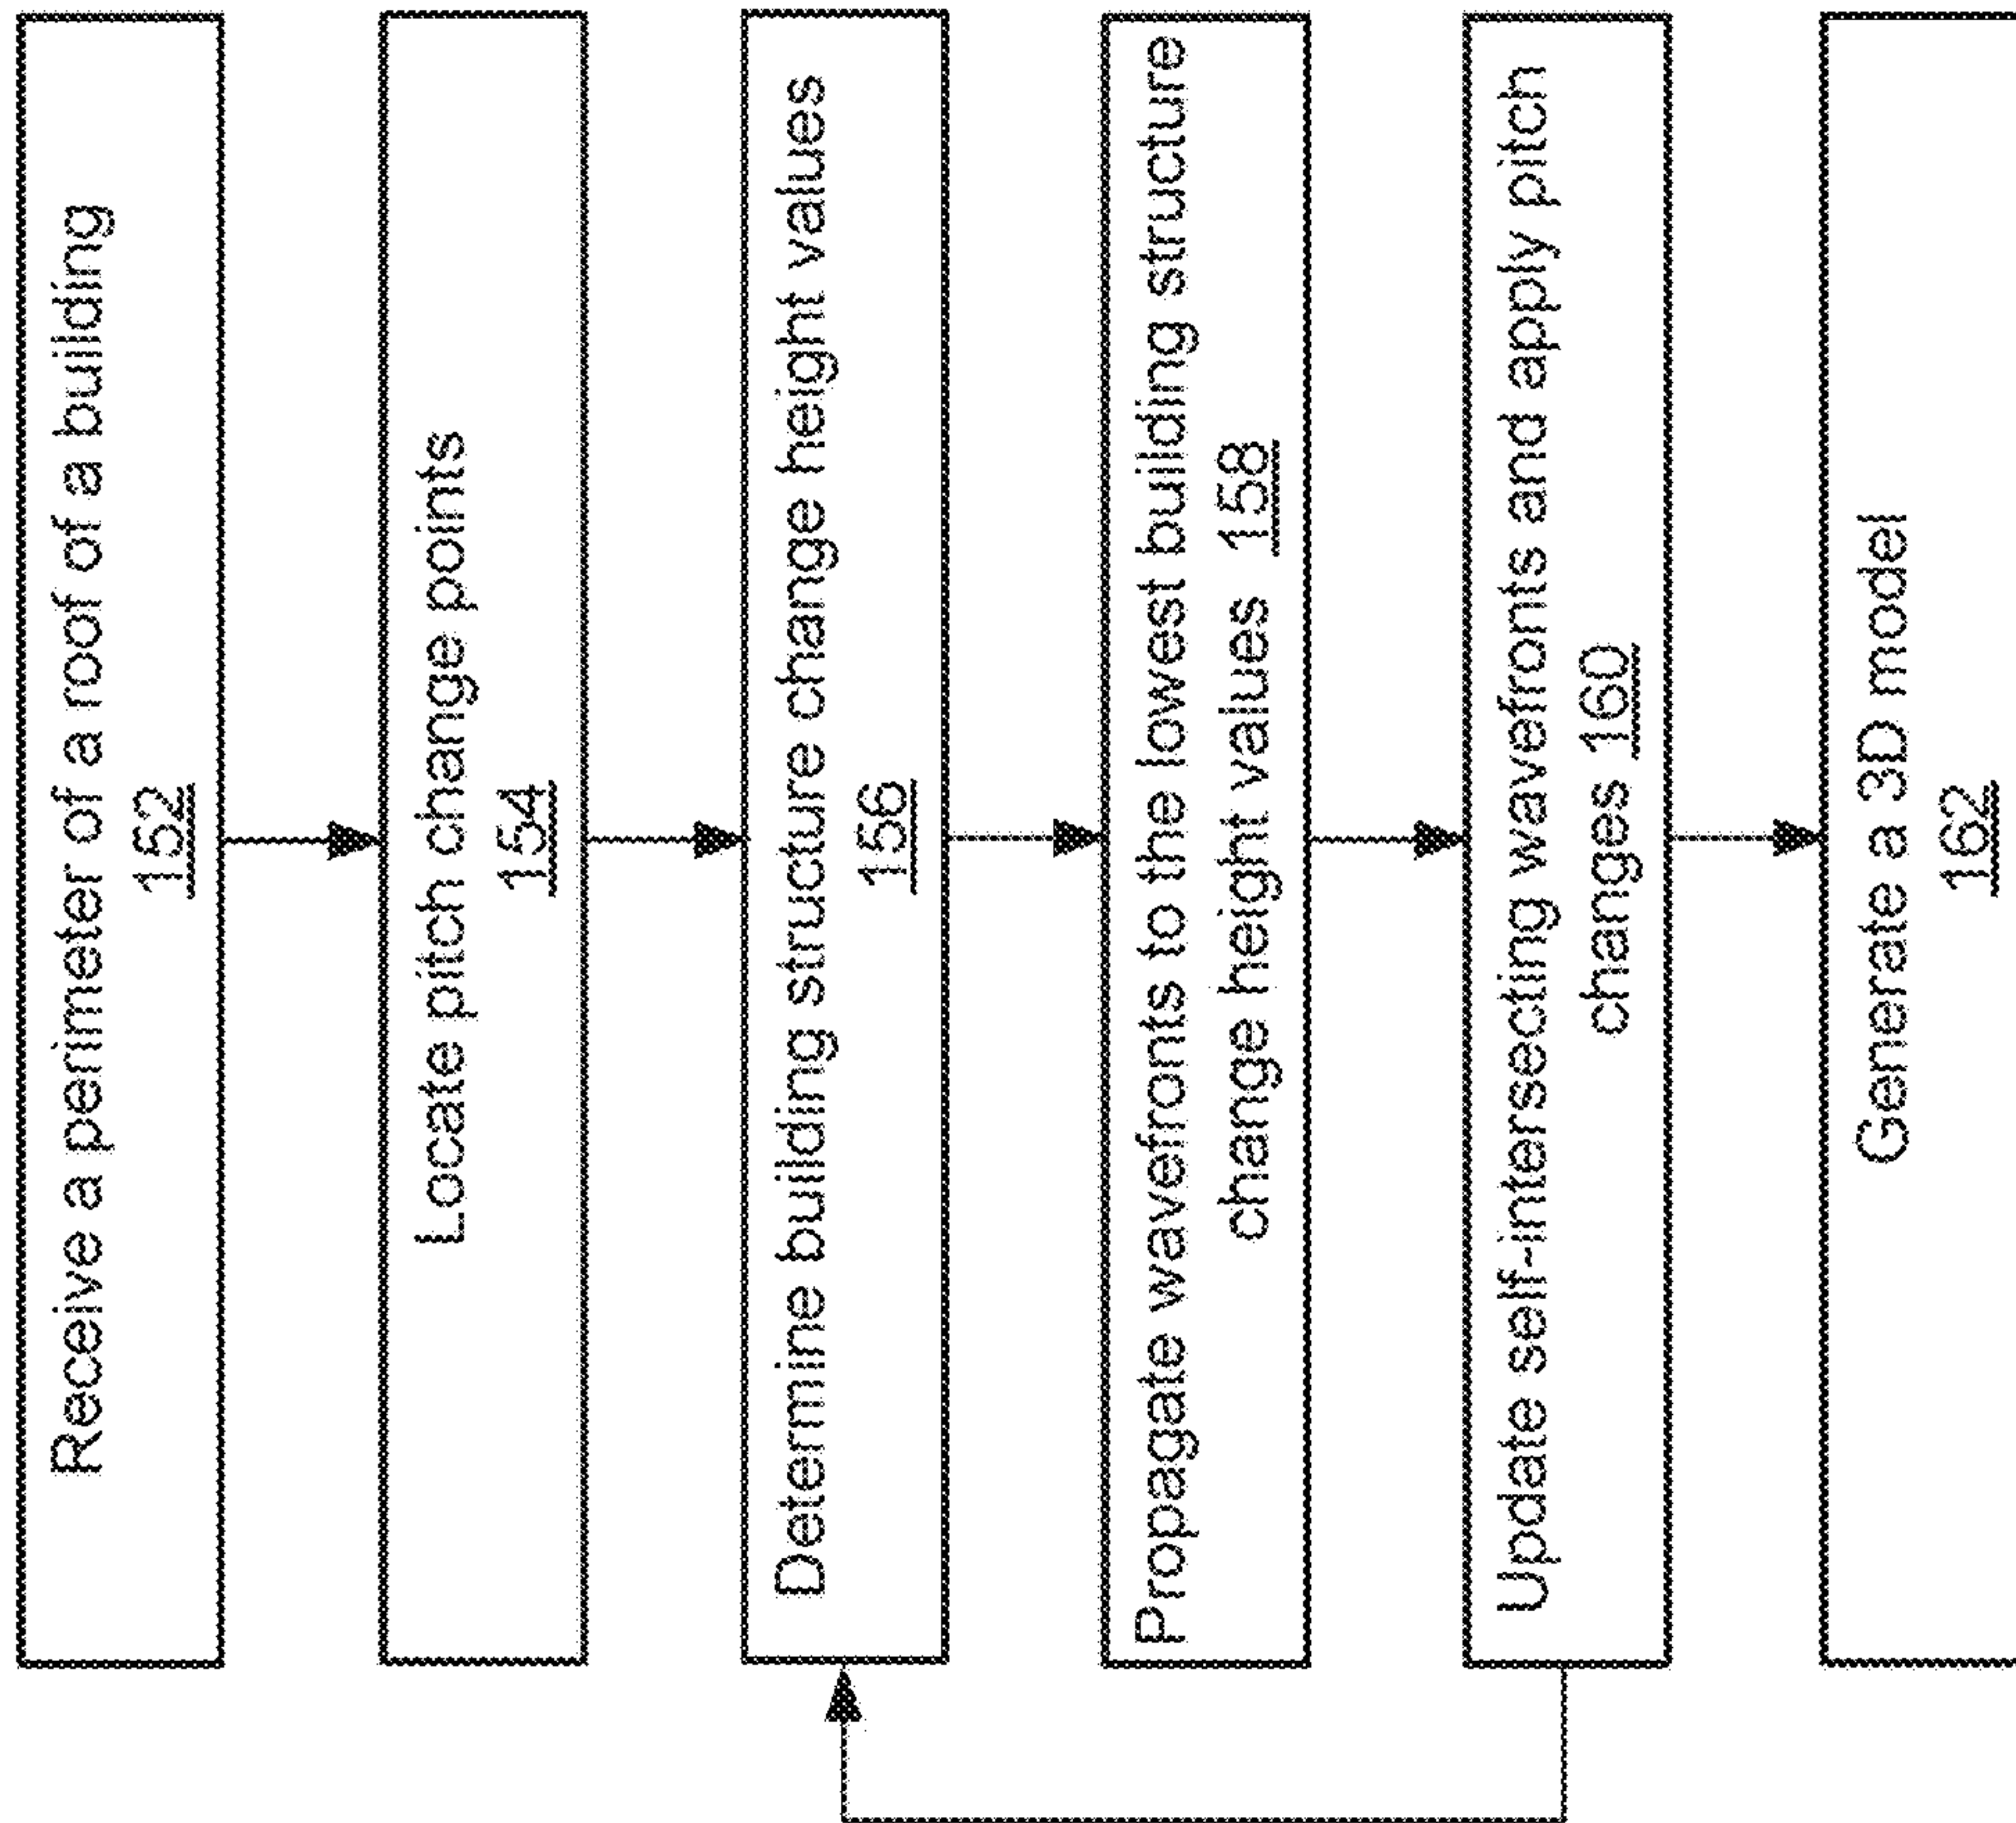 Receive a perimeter of a roof of a building
152
Locate pitch change points
154
Determine building structure change height values
156
Propagate wavefronts to the lowest building structure
change height values 158
Update self-intersecting wavefronts and apply pitch
changes 160
Generate a 3D model
162